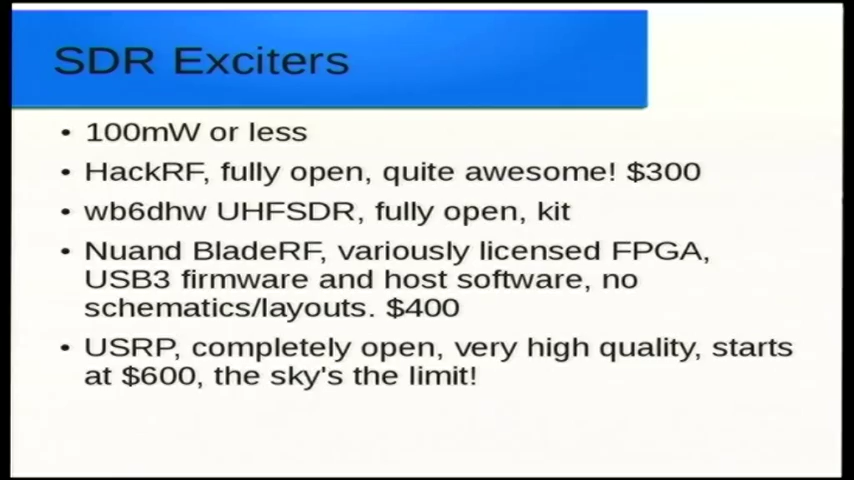 SDR Exciters
• 100mW or less
• HackRF, fully open, quite awesome! $300
• wb6dhw UHFSDR, fully open, kit
• Nuand BladeRF, variously licensed FPGA,
USB3 firmware and host software, no
schematics/layouts. $400
• USRP, completely open, very high quality, starts
at $600, the sky's the limit!